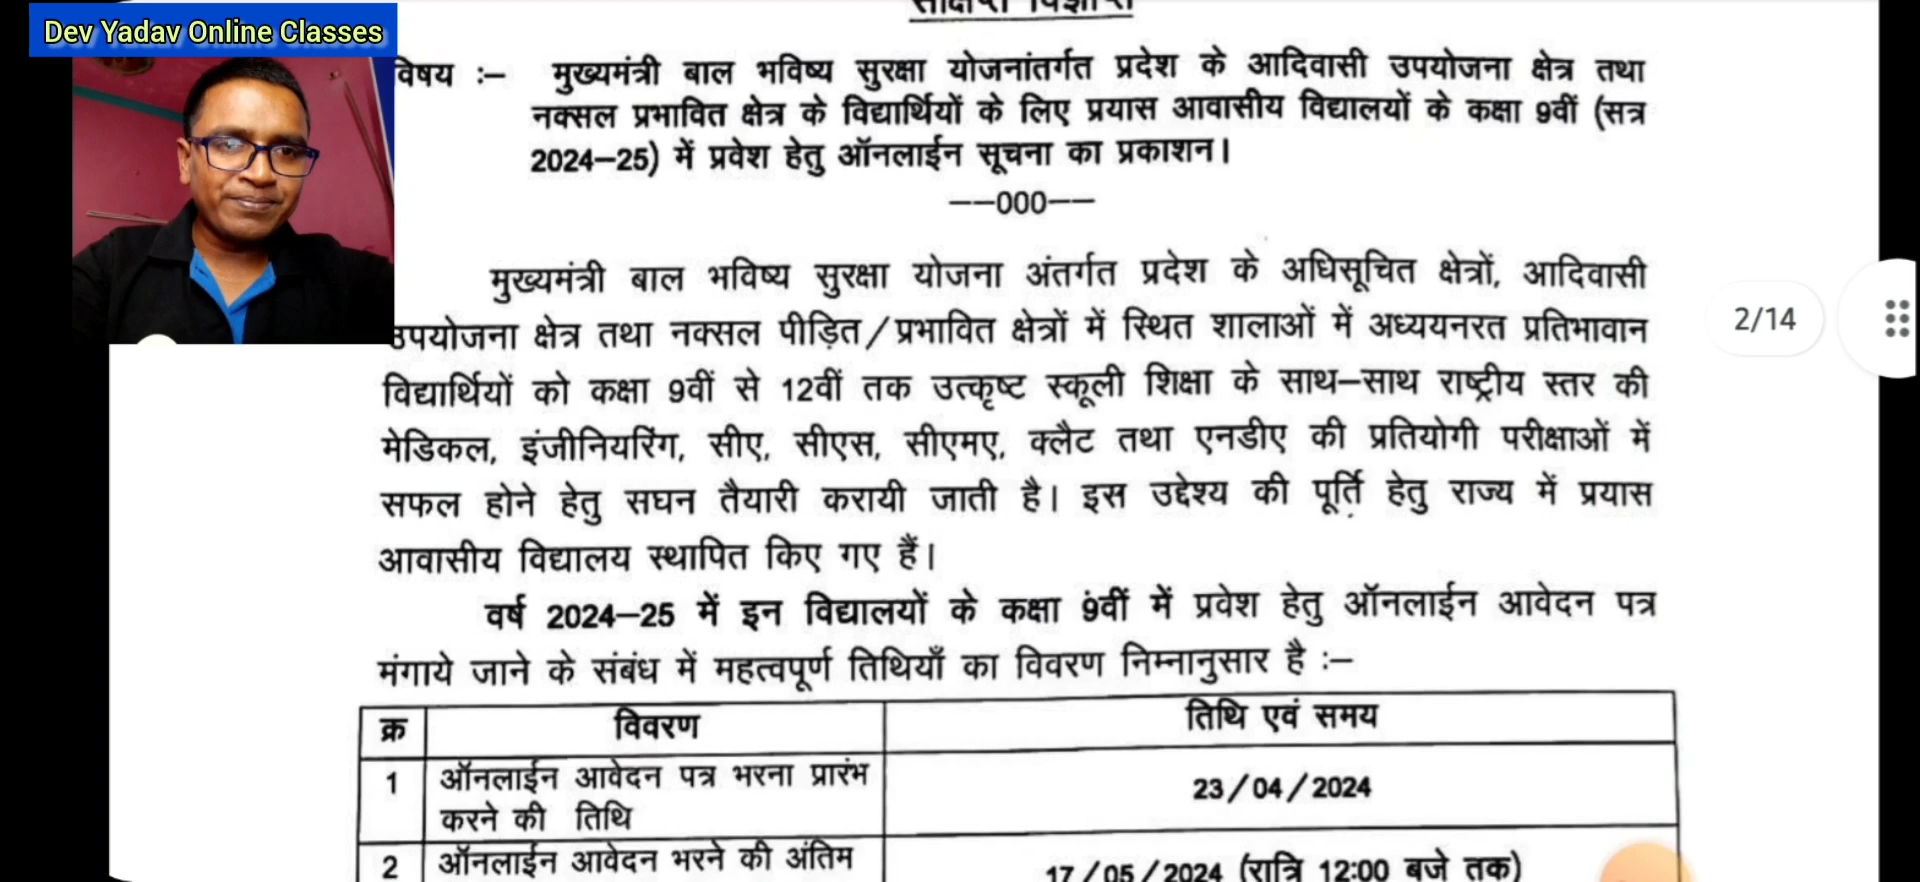 Dev Yadav Online Classes
संक्षिप्त विज्ञप्ति
विषय :– मुख्यमंत्री बाल भविष्य सुरक्षा योजनांतर्गत प्रदेश के आदिवासी उपयोजना क्षेत्र तथा
नक्सल प्रभावित क्षेत्र के विद्यार्थियों के लिए प्रयास आवासीय विद्यालयों के कक्षा 9वीं (सत्र
2024–25) में प्रवेश हेतु ऑनलाईन सूचना का प्रकाशन।
––000––
मुख्यमंत्री बाल भविष्य सुरक्षा योजना अंतर्गत प्रदेश के अधिसूचित क्षेत्रों, आदिवासी
उपयोजना क्षेत्र तथा नक्सल पीड़ित/प्रभावित क्षेत्रों में स्थित शालाओं में अध्ययनरत प्रतिभावान
2/14
विद्यार्थियों को कक्षा 9वीं से 12वीं तक उत्कृष्ट स्कूली शिक्षा के साथ–साथ राष्ट्रीय स्तर की
मेडिकल, इंजीनियरिंग, सीए, सीएस, सीएमए, क्लैट तथा एनडीए की प्रतियोगी परीक्षाओं में
सफल होने हेतु सघन तैयारी करायी जाती है। इस उद्देश्य की पूर्ति हेतु राज्य में प्रयास
आवासीय विद्यालय स्थापित किए गए हैं।
वर्ष 2024–25 में इन विद्यालयों के कक्षा 9वीं में प्रवेश हेतु ऑनलाईन आवेदन पत्र
मंगाये जाने के संबंध में महत्वपूर्ण तिथियाँ का विवरण निम्नानुसार है :–
क्र विवरण तिथि एवं समय
1 ऑनलाईन आवेदन पत्र भरना प्रारंभ 23/04/2024
करने की तिथि
2 ऑनलाईन आवेदन भरने की अंतिम 17/05/2024 (रात्रि 12:00 बजे तक)